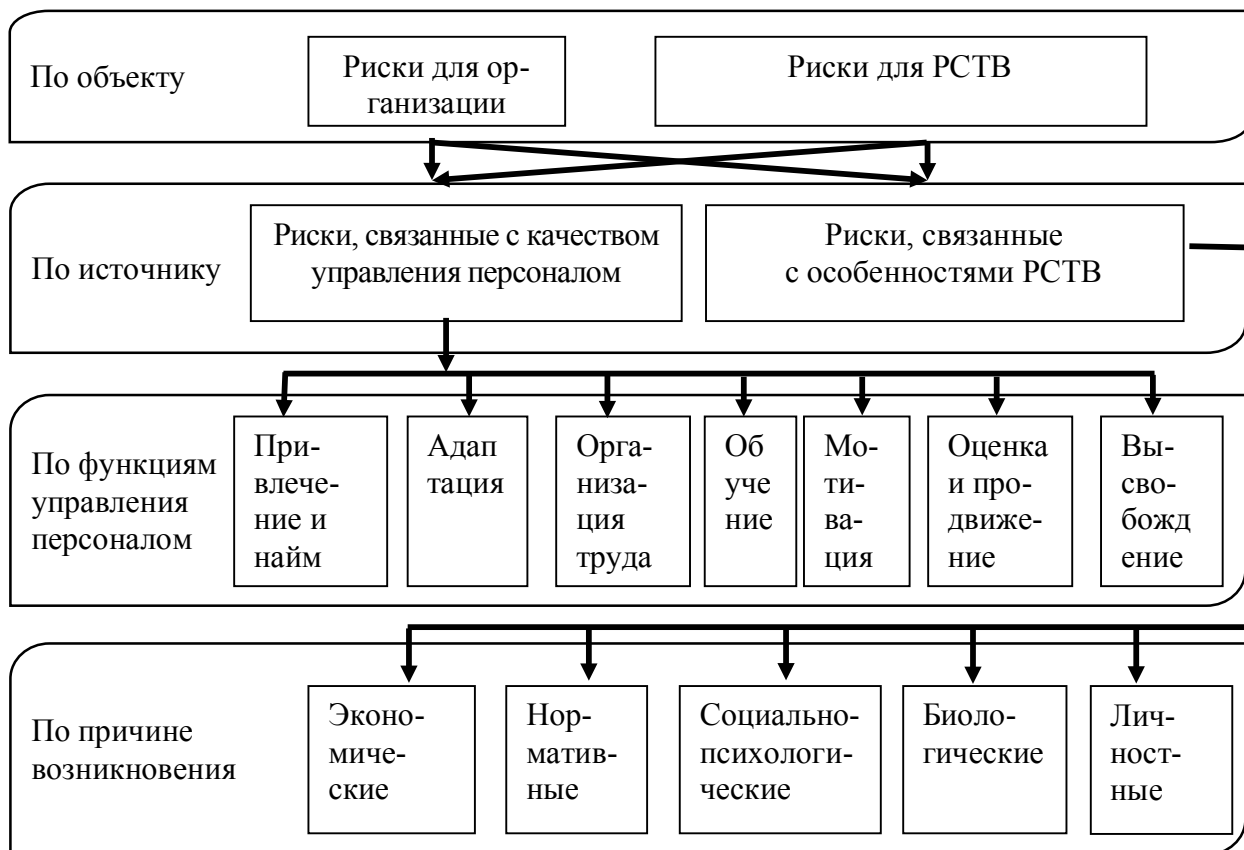 По объекту
Риски для ор-
ганизации
Риски для РСТВ
По источнику
Риски, связанные с качеством
управления персоналом
Риски, связанные
с особенностями РСТВ
По функциям
управления
персоналом
При-
влече-
ние и
найм
Адап
тация
Орга-
низа-
ция
труда
Об
уче
ние
Мо-
ти-
ва-
ция
Оценка
и про-
движе-
ние
Вы-
сво-
божд
ение
По причине
возникновения
Эконо-
миче-
ские
Нор-
матив-
ные
Социально-
психологи-
ческие
Биоло-
гические
Лич-
ност-
ные